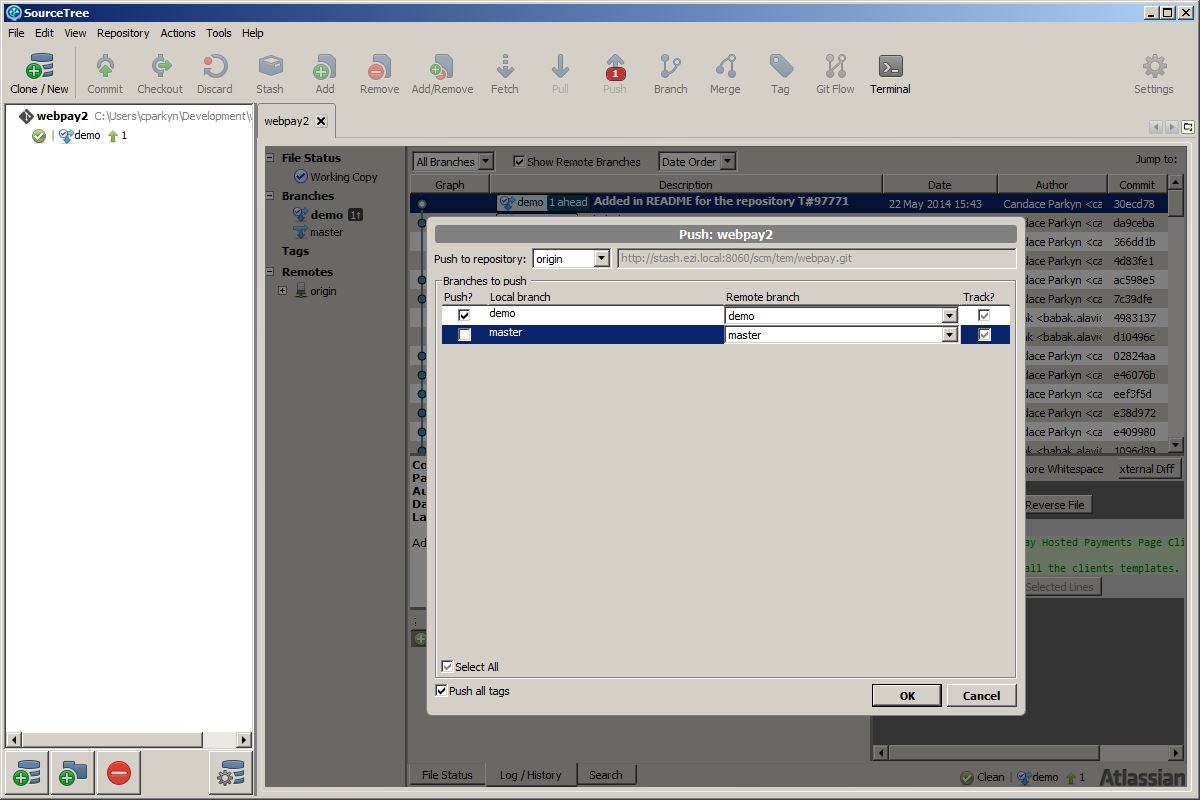 SourceTree
File Edit View Repository Actions Tools Help
1
Clone / New Commit Checkout Discard Stash Add Remove Add/Remove Fetch Pull Push Branch Merge Tag Git Flow Terminal Settings
webpay2 C:\Users\cparkyn\Development\
demo 1
webpay2
File Status
Working Copy
Branches
demo 1↑
master
Tags
Remotes
origin
All Branches Show Remote Branches Date Order Jump to:
Graph Description Date Author Commit
demo 1 ahead Added in README for the repository T#97771 22 May 2014 15:43 Candace Parkyn <ca 30ecd78
dace Parkyn <ca da9ceba
dace Parkyn <ca 366dd1b
dace Parkyn <ca 4d83fe1
dace Parkyn <ca ac598e5
dace Parkyn <ca 7c39dfe
k <babak.alavi 4983137
k <babak.alavi d10496c
dace Parkyn <ca 02824aa
dace Parkyn <ca e46076b
dace Parkyn <ca eef3f5d
dace Parkyn <ca e38d972
dace Parkyn <ca e409980
k <babak.alavi 1096d89
Push: webpay2
Push to repository: origin http://stash.ezi.local:8060/scm/tem/webpay.git
Branches to push
Push? Local branch Remote branch Track?
demo demo
master master
Select All
Push all tags
OK Cancel
Co
Pa
Au
Da
La
Ad
nore Whitespace xternal Diff
Reverse File
ay Hosted Payments Page Cli
all the clients templates.
Selected Lines
File Status Log / History Search
Clean demo 1 Atlassian